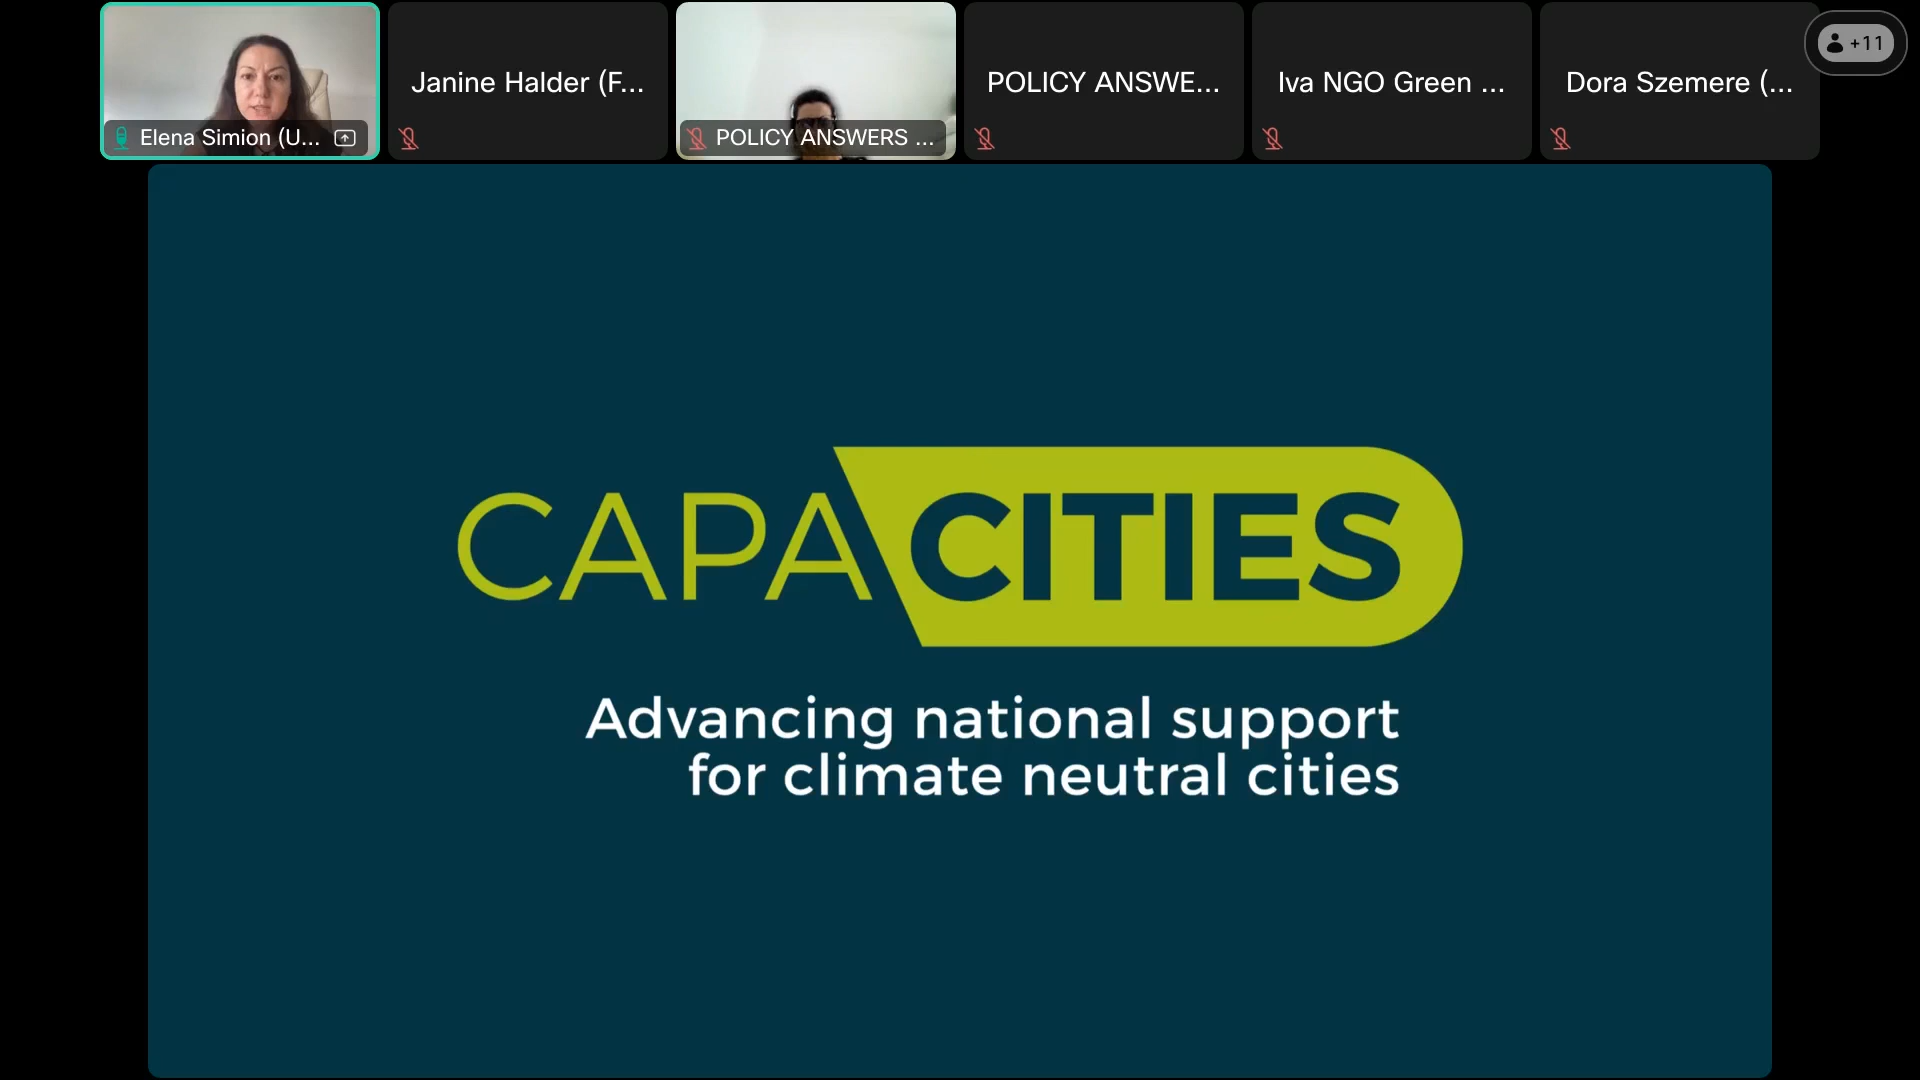 Elena Simion (U...
Janine Halder (F...
POLICY ANSWERS ...
POLICY ANSWE...
Iva NGO Green ...
Dora Szemere (...
+11
CAPACITIES
Advancing national support
for climate neutral cities